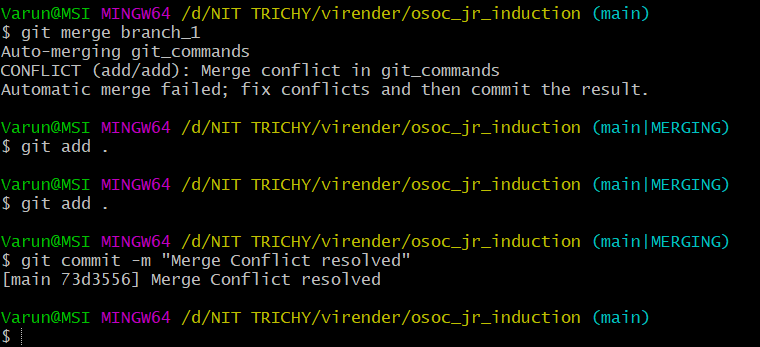 Varun@MSI MINGW64 /d/NIT TRICHY/virender/osoc_jr_induction (main)
$ git merge branch_1
Auto-merging git_commands
CONFLICT (add/add): Merge conflict in git_commands
Automatic merge failed; fix conflicts and then commit the result.
Varun@MSI MINGW64 /d/NIT TRICHY/virender/osoc_jr_induction (main|MERGING)
$ git add .
Varun@MSI MINGW64 /d/NIT TRICHY/virender/osoc_jr_induction (main|MERGING)
$ git add .
Varun@MSI MINGW64 /d/NIT TRICHY/virender/osoc_jr_induction (main|MERGING)
$ git commit -m "Merge Conflict resolved"
[main 73d3556] Merge Conflict resolved
Varun@MSI MINGW64 /d/NIT TRICHY/virender/osoc_jr_induction (main)
$